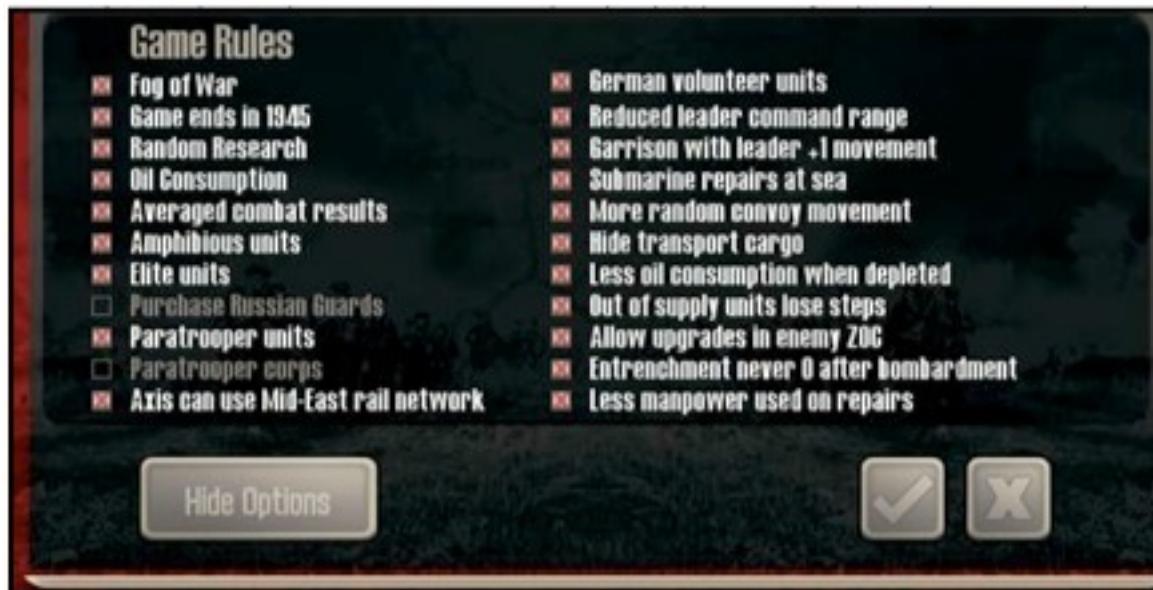 Game Rules
Fog of War
Game ends in 1945
Random Research
Oil Consumption
Averaged combat results
Amphibious units
Elite units
Purchase Russian Guards
Paratrooper units
Paratrooper corps
Axis can use Mid-East rail network
German volunteer units
Reduced leader command range
Garrison with leader +1 movement
Submarine repairs at sea
More random convoy movement
Hide transport cargo
Less oil consumption when depleted
Out of supply units lose steps
Allow upgrades in enemy ZOC
Entrenchment never 0 after bombardment
Less manpower used on repairs
Hide Options